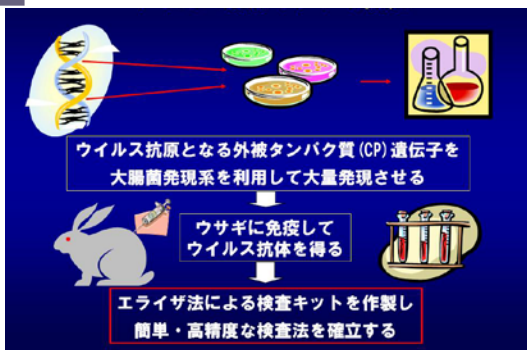 ウイルス抗原となる外被タンパク質(CP)遺伝子を
大腸菌発現系を利用して大量発現させる
ウサギに免疫して
ウイルス抗体を得る
エライザ法による検査キットを作製し
簡単・高精度な検査法を確立する